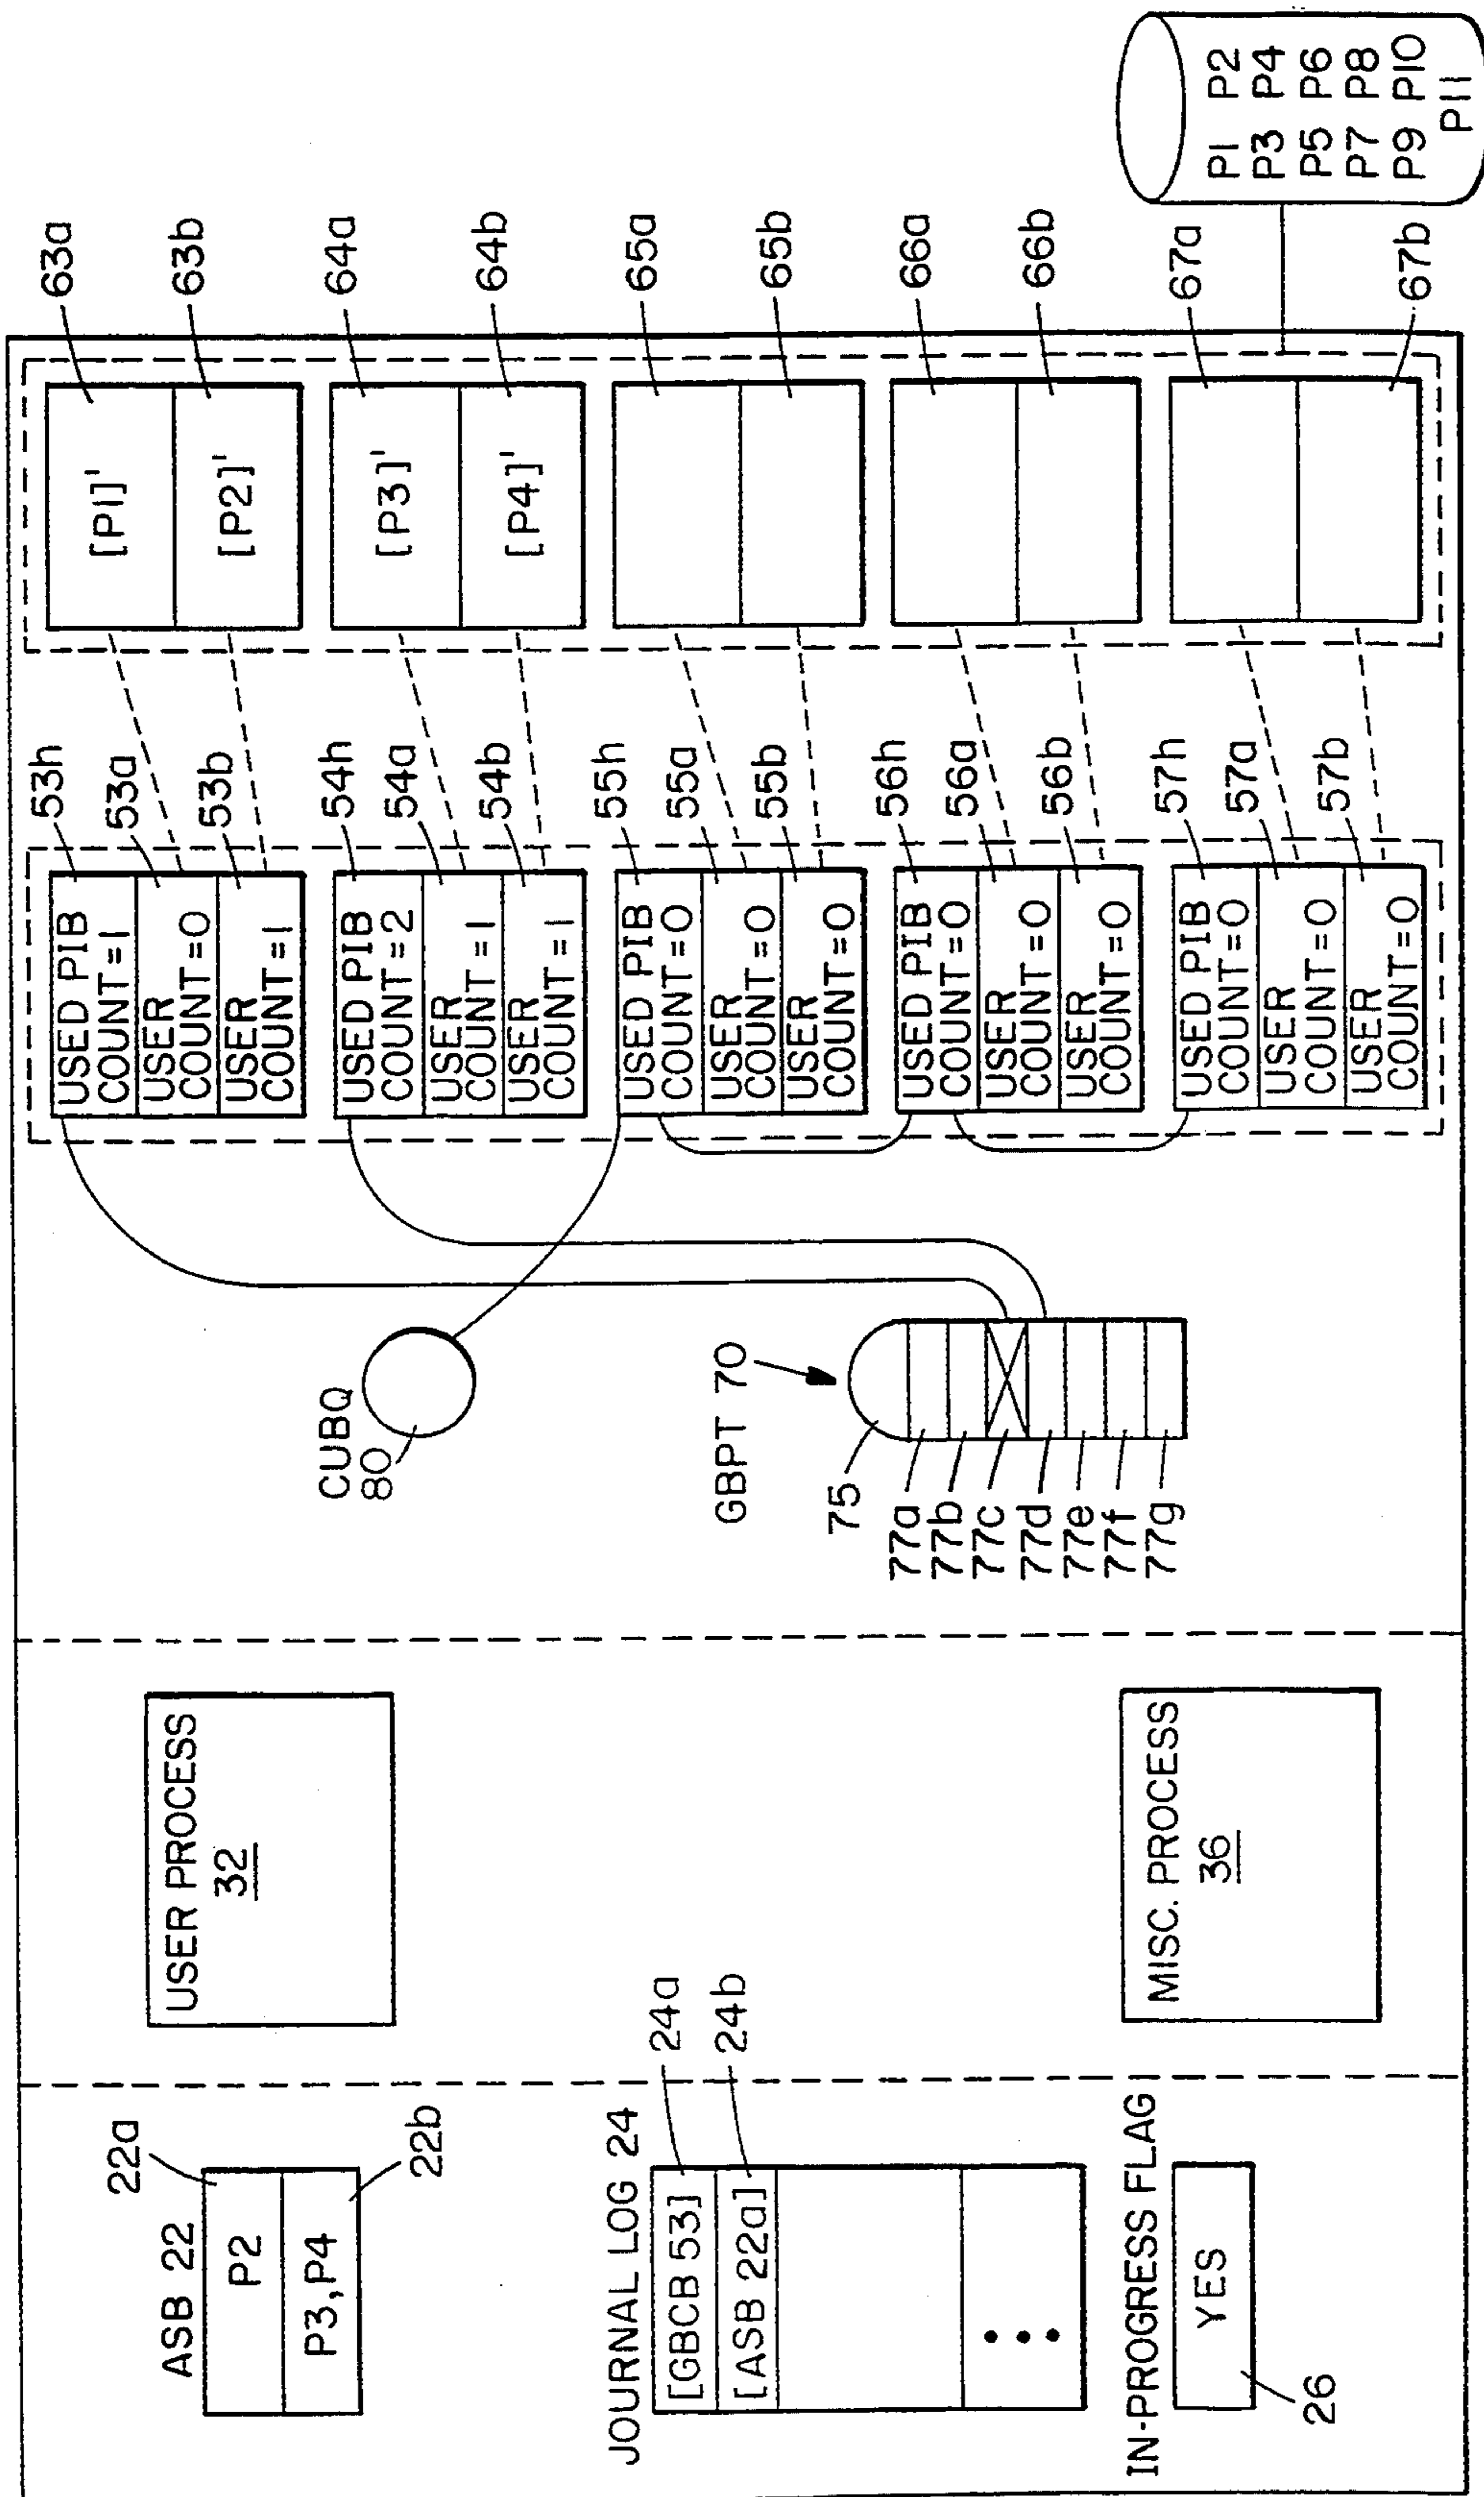 ASB 22
22a
P2
P3,P4
22b
JOURNAL LOG 24
24a
[GBCB 53]
24b
[ASB 22a]
IN-PROGRESS FLAG
YES
26
USER PROCESS
32
MISC. PROCESS
36
CUBQ
80
GBPT 70
75
77a
77b
77c
77d
77e
77f
77g
53h
USED PIB
COUNT=1
53a
USER
COUNT=0
53b
USER
COUNT=1
54h
USED PIB
COUNT=2
54a
USER
COUNT=1
54b
USER
COUNT=1
55h
USED PIB
COUNT=0
55a
USER
COUNT=0
55b
USER
COUNT=0
56h
USED PIB
COUNT=0
56a
USER
COUNT=0
56b
USER
COUNT=0
57h
USED PIB
COUNT=0
57a
USER
COUNT=0
57b
USER
COUNT=0
63a
[P1]'
63b
[P2]'
64a
[P3]'
64b
[P4]'
65a
65b
66a
66b
67a
67b
P1 P2
P3 P4
P5 P6
P7 P8
P9 P10
P11